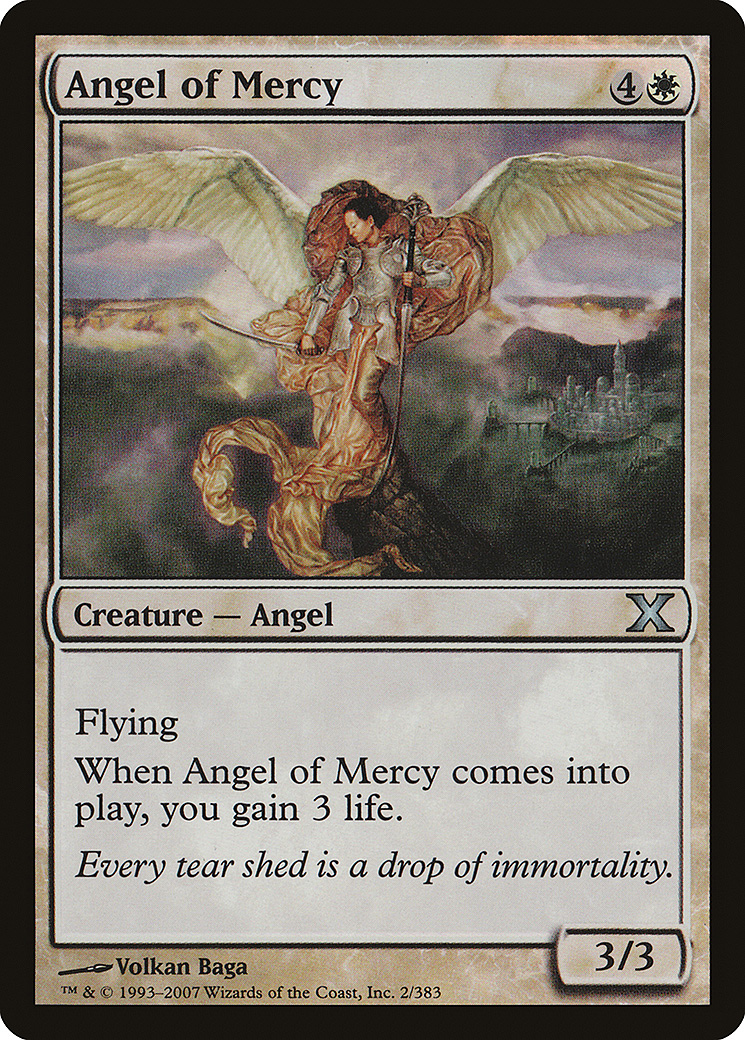 Angel of Mercy 4
Creature — Angel X
Flying
When Angel of Mercy comes into
play, you gain 3 life.
Every tear shed is a drop of immortality.
3/3
Volkan Baga
™ & © 1993–2007 Wizards of the Coast, Inc. 2/383